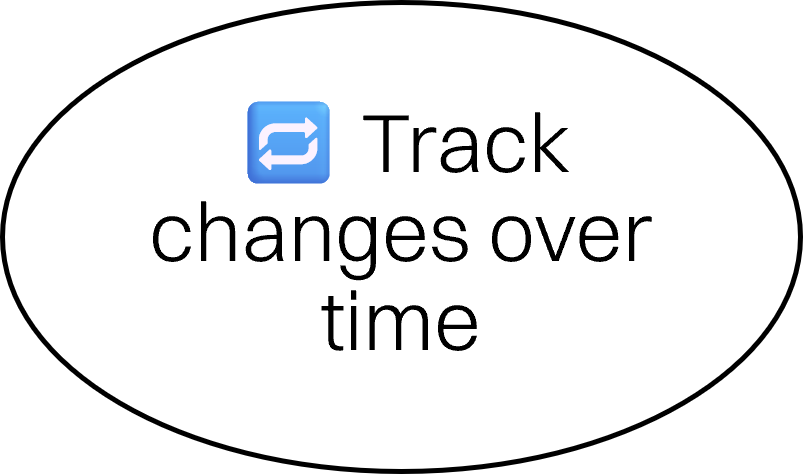 🔁 Track
changes over
time